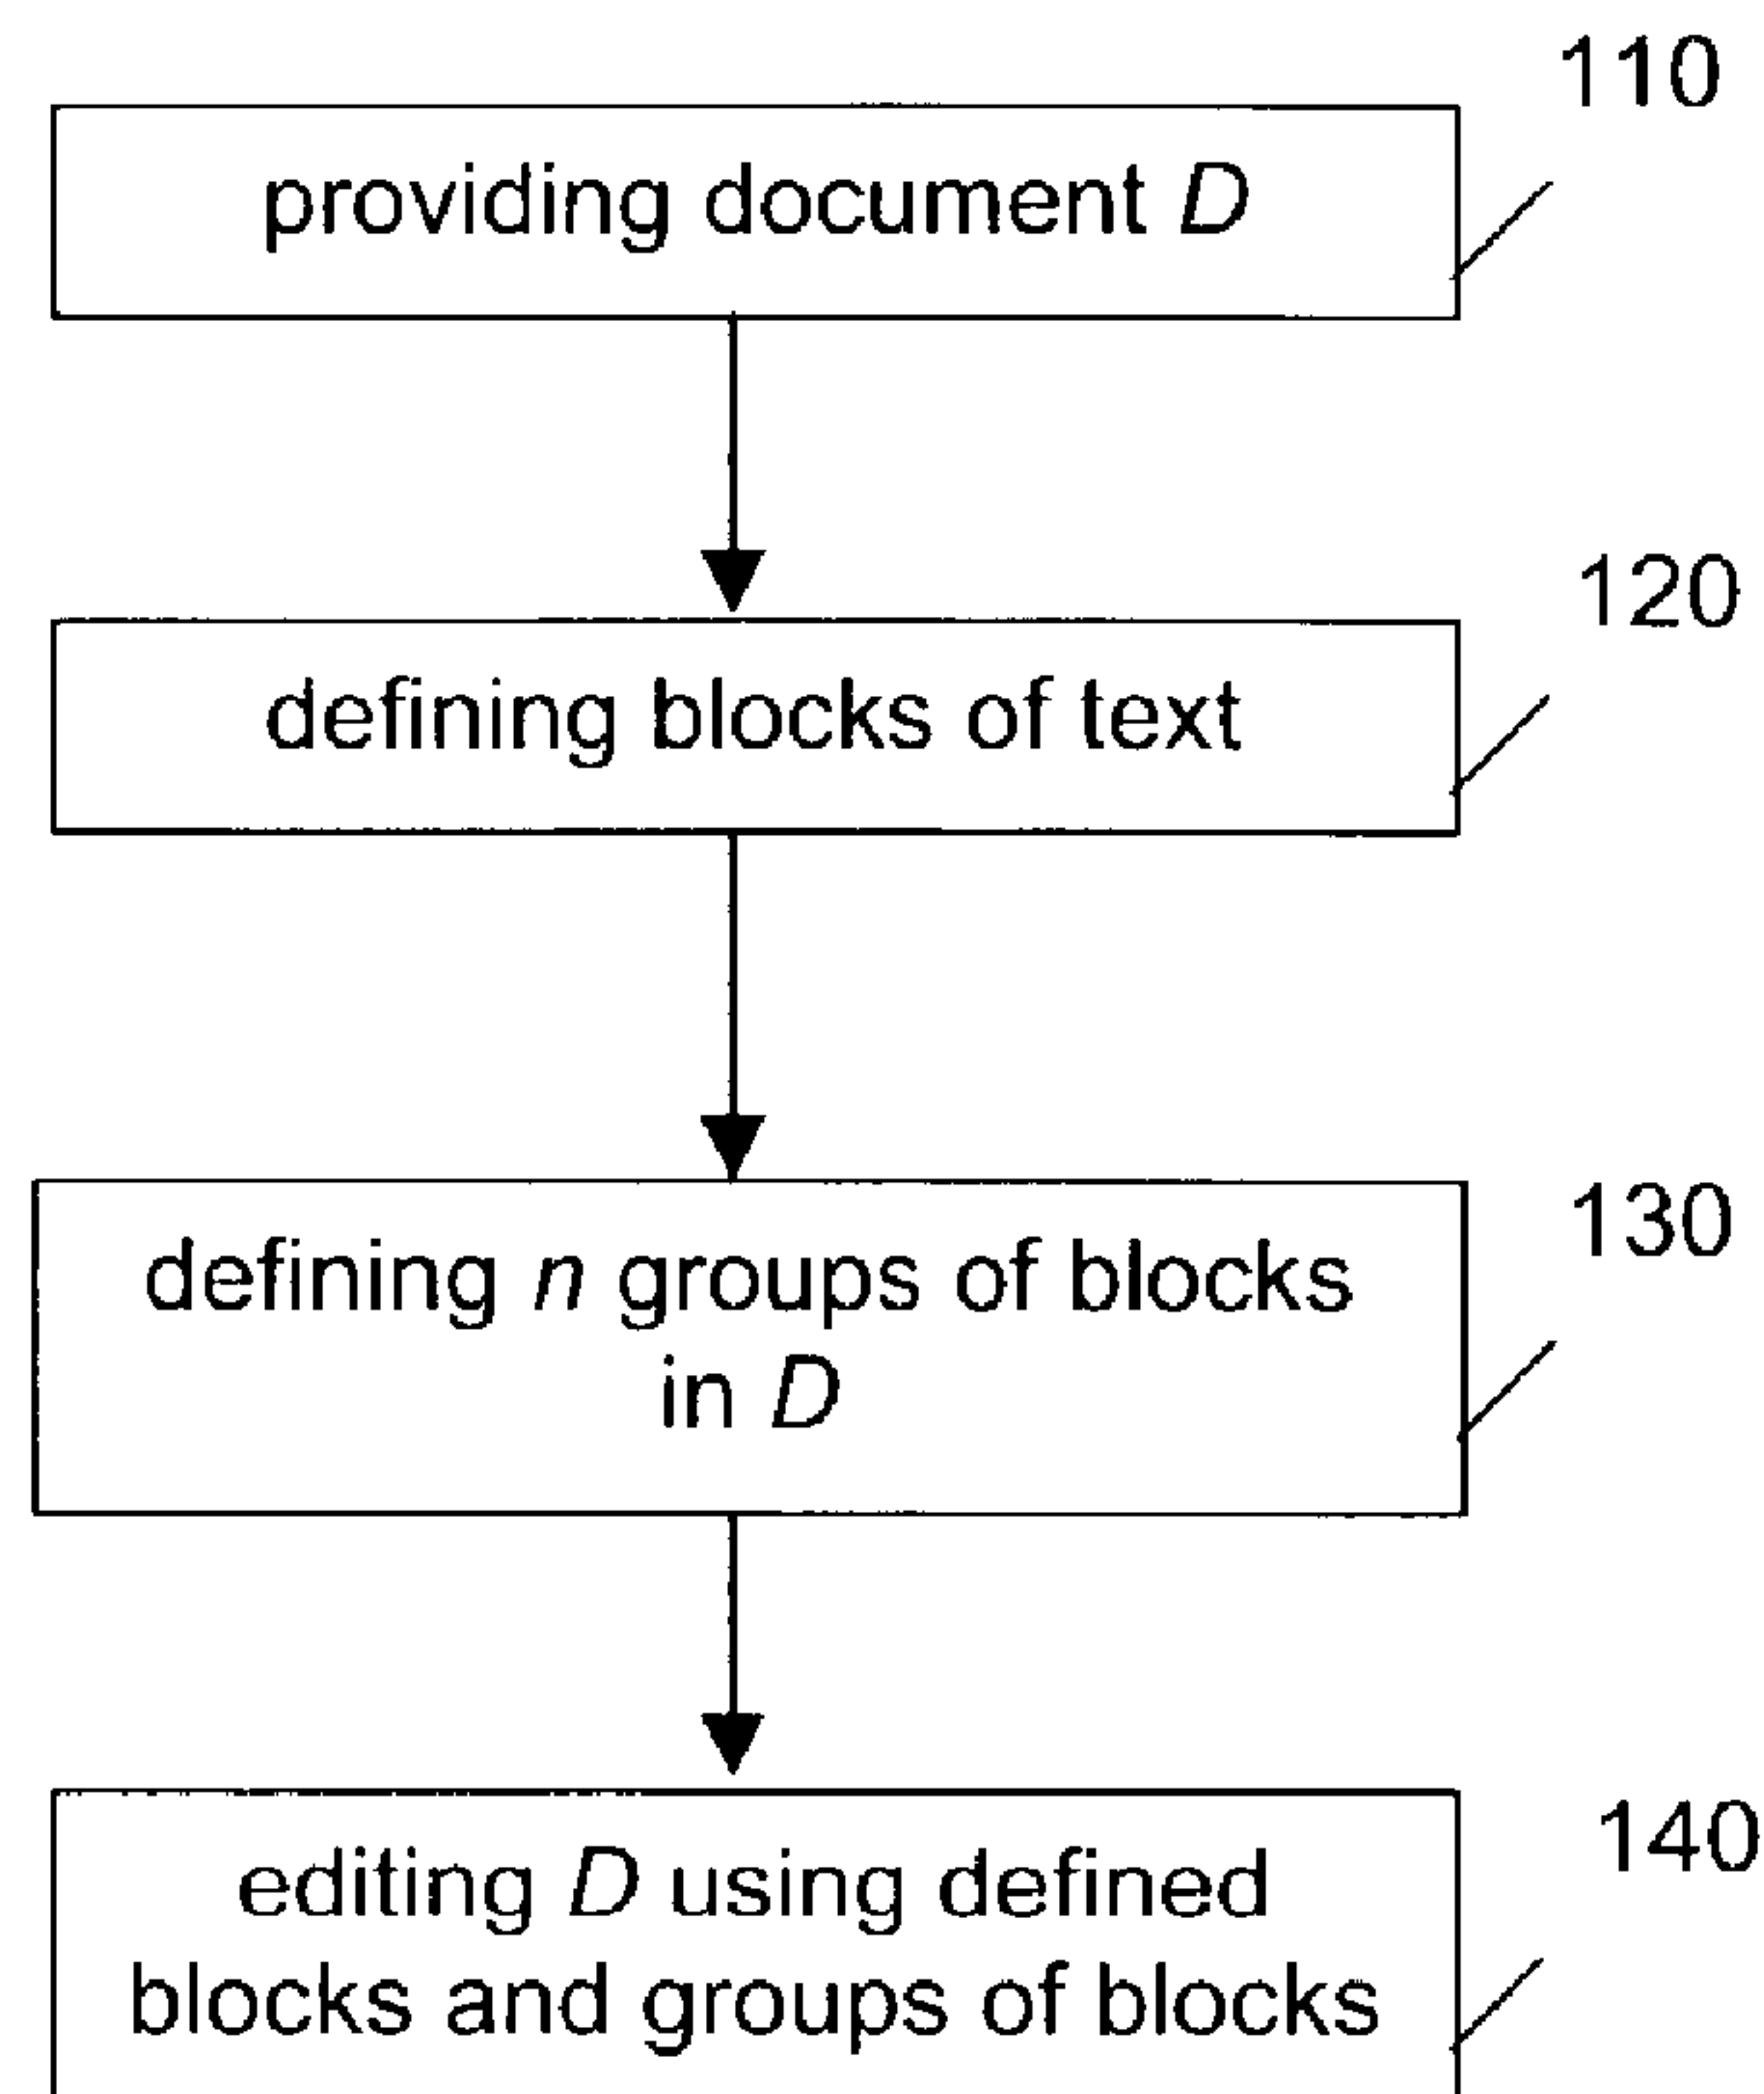 110
providing document D
120
defining blocks of text
130
defining n groups of blocks
in D
140
editing D using defined
blocks and groups of blocks